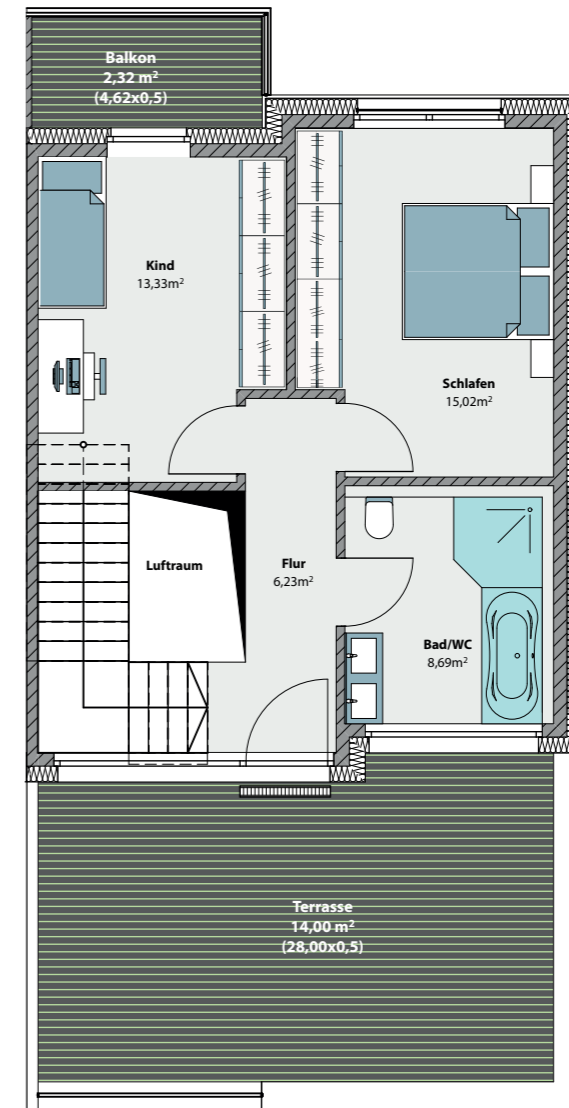 Balkon
2,32 m²
(4,62x0,5)
Kind
13,33m²
Schlafen
15,02m²
Luftraum
Flur
6,23m²
Bad/WC
8,69m²
Terrasse
14,00 m²
(28,00x0,5)